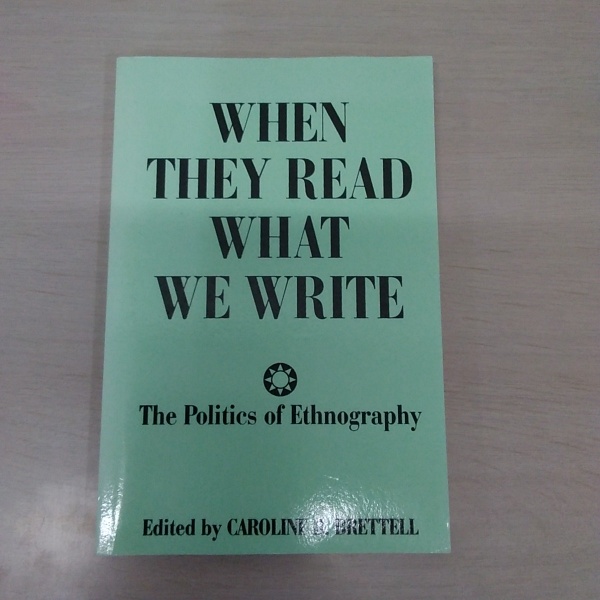 WHEN
THEY READ
WHAT
WE WRITE
The Politics of Ethnography
Edited by CAROLINE B. BRETTELL